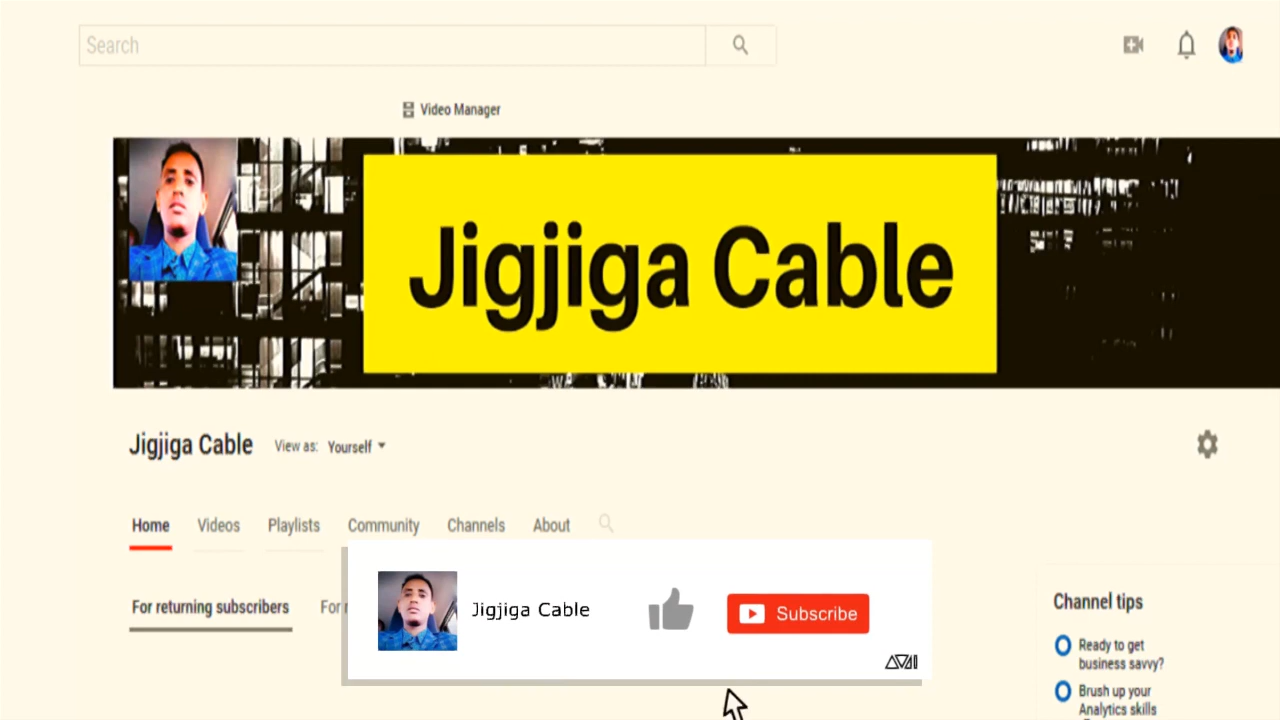 Search
Video Manager
Jigjiga Cable
Jigjiga Cable View as: Yourself
Home Videos Playlists Community Channels About
For returning subscribers For
Jigjiga Cable Subscribe
Channel tips
Ready to get
business savvy?
Brush up your
Analytics skills